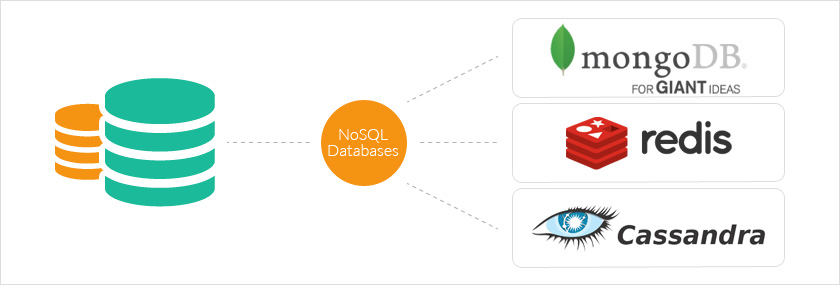 NoSQL
Databases
mongoDB®
FOR GIANT IDEAS
redis
Cassandra